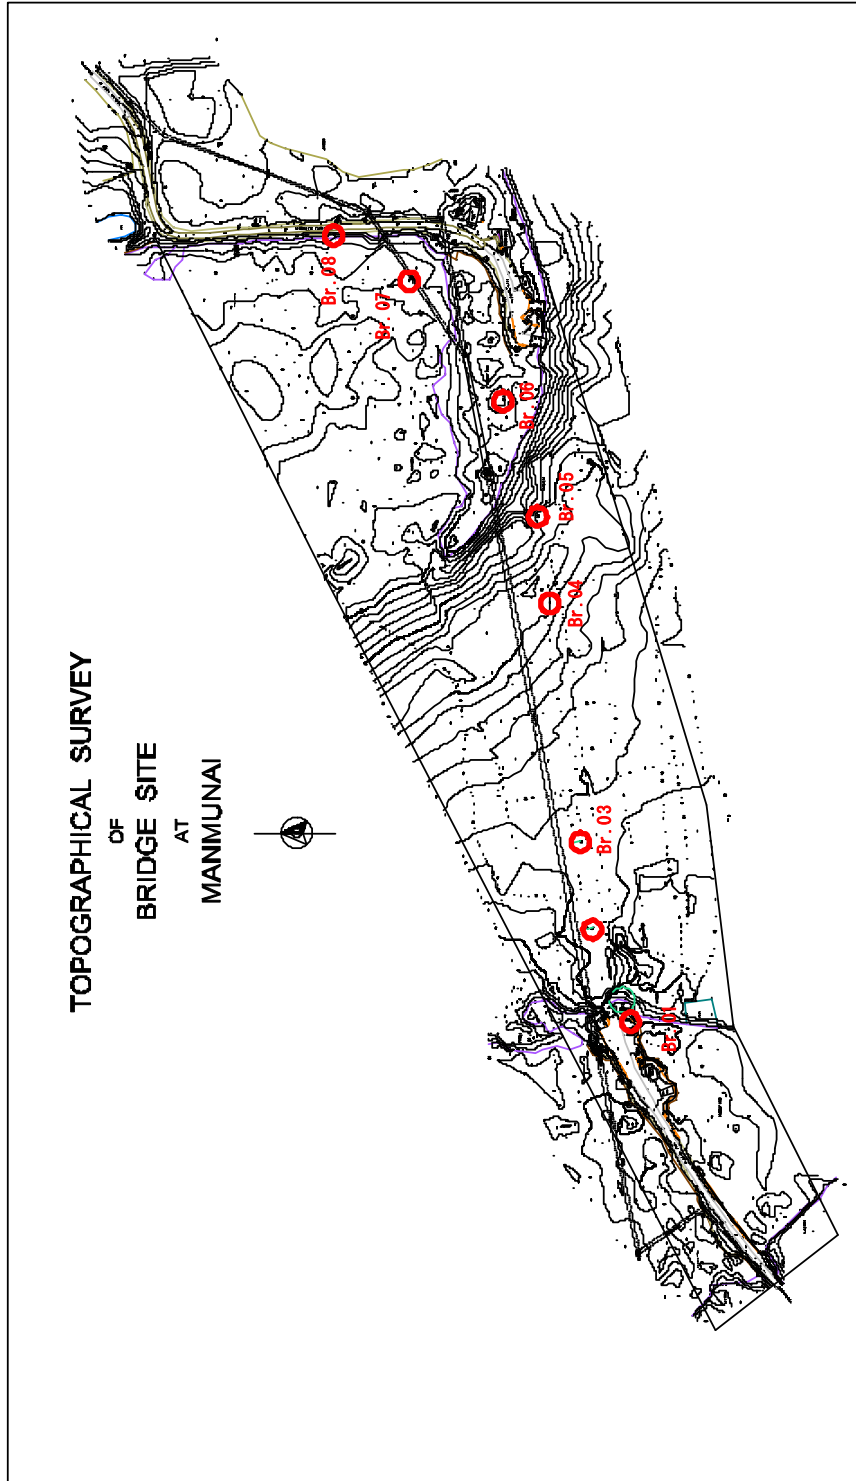 TOPOGRAPHICAL SURVEY
OF
BRIDGE SITE
AT
MANMUNAI
Br. 01
Br. 03
Br. 04
Br. 05
Br. 06
Br. 07
Br. 08